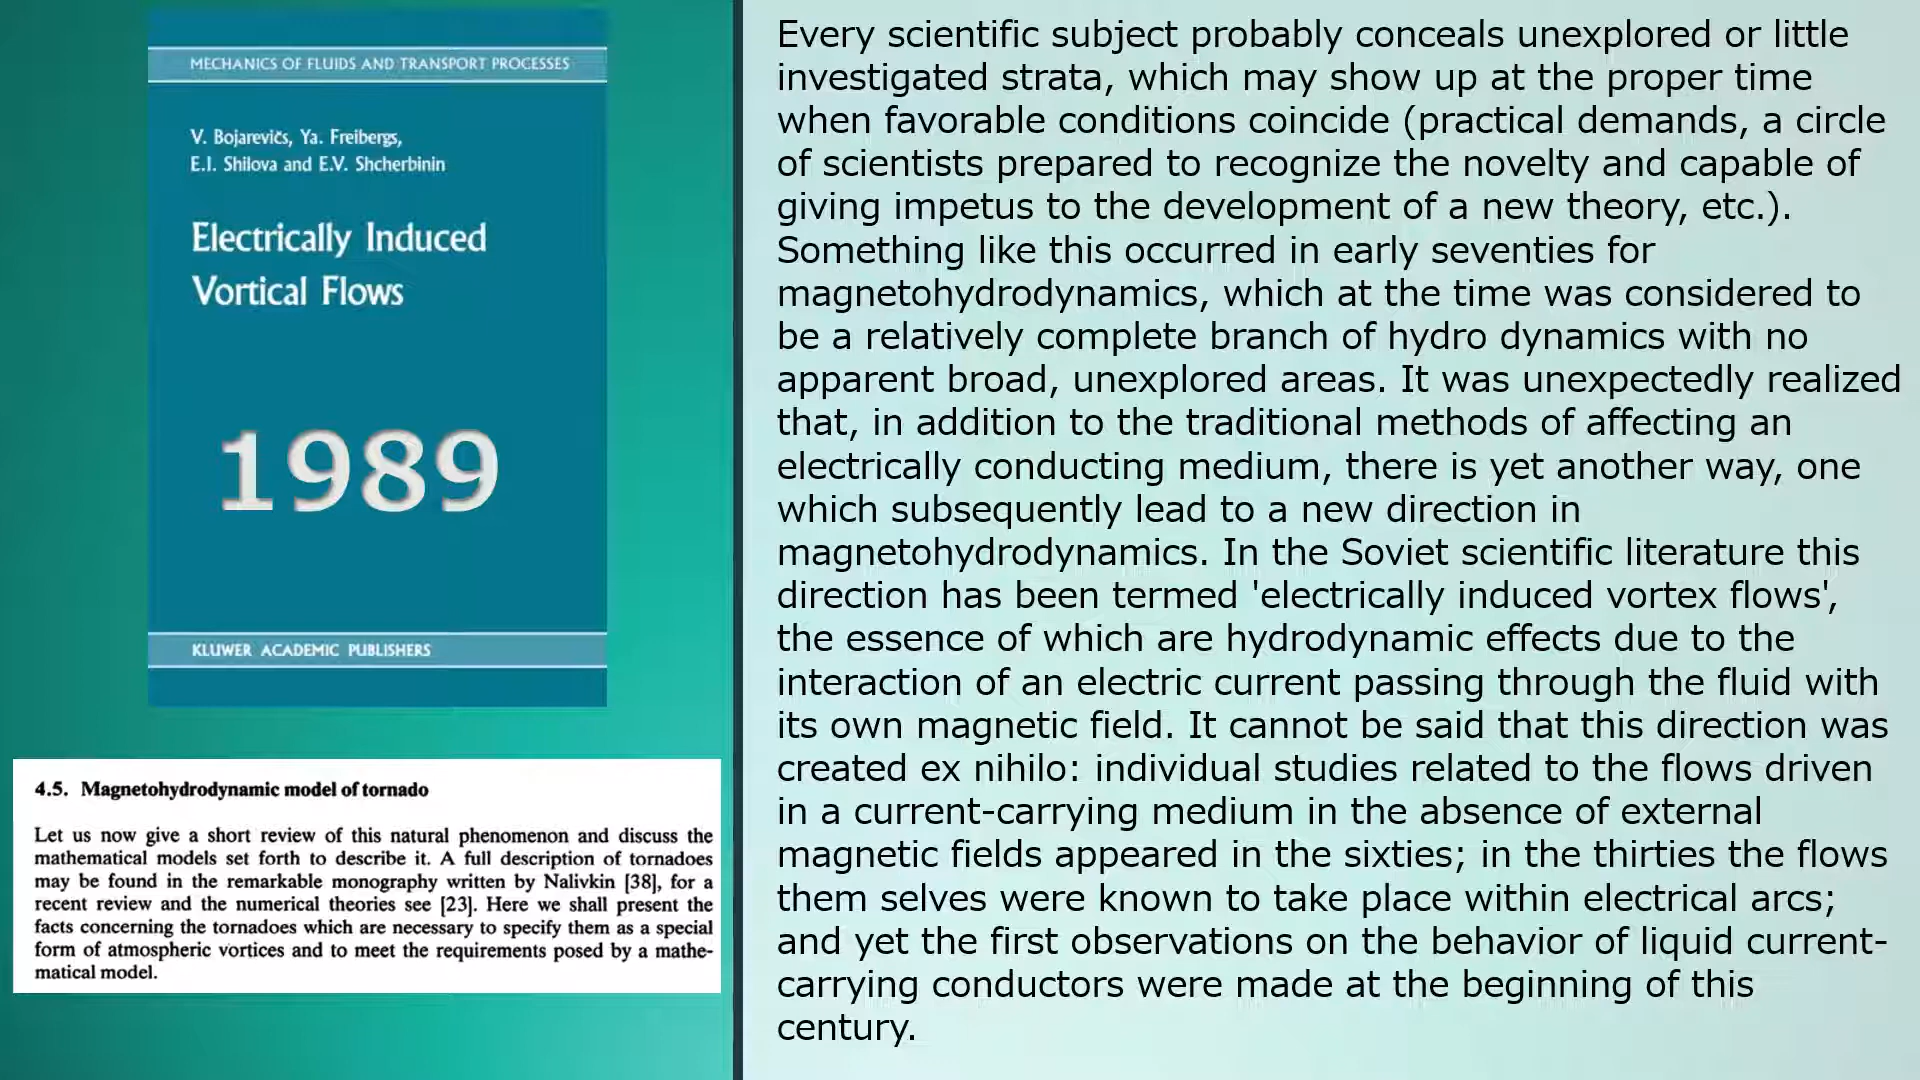 MECHANICS OF FLUIDS AND TRANSPORT PROCESSES
V. Bojarevičs, Ya. Freibergs,
E.I. Shilova and E.V. Shcherbinin
Electrically Induced
Vortical Flows
1989
KLUWER ACADEMIC PUBLISHERS
4.5. Magnetohydrodynamic model of tornado
Let us now give a short review of this natural phenomenon and discuss the
mathematical models set forth to describe it. A full description of tornadoes
may be found in the remarkable monography written by Nalivkin [38], for a
recent review and the numerical theories see [23]. Here we shall present the
facts concerning the tornadoes which are necessary to specify them as a special
form of atmospheric vortices and to meet the requirements posed by a mathe-
matical model.
Every scientific subject probably conceals unexplored or little
investigated strata, which may show up at the proper time
when favorable conditions coincide (practical demands, a circle
of scientists prepared to recognize the novelty and capable of
giving impetus to the development of a new theory, etc.).
Something like this occurred in early seventies for
magnetohydrodynamics, which at the time was considered to
be a relatively complete branch of hydro dynamics with no
apparent broad, unexplored areas. It was unexpectedly realized
that, in addition to the traditional methods of affecting an
electrically conducting medium, there is yet another way, one
which subsequently lead to a new direction in
magnetohydrodynamics. In the Soviet scientific literature this
direction has been termed 'electrically induced vortex flows',
the essence of which are hydrodynamic effects due to the
interaction of an electric current passing through the fluid with
its own magnetic field. It cannot be said that this direction was
created ex nihilo: individual studies related to the flows driven
in a current-carrying medium in the absence of external
magnetic fields appeared in the sixties; in the thirties the flows
them selves were known to take place within electrical arcs;
and yet the first observations on the behavior of liquid current-
carrying conductors were made at the beginning of this
century.